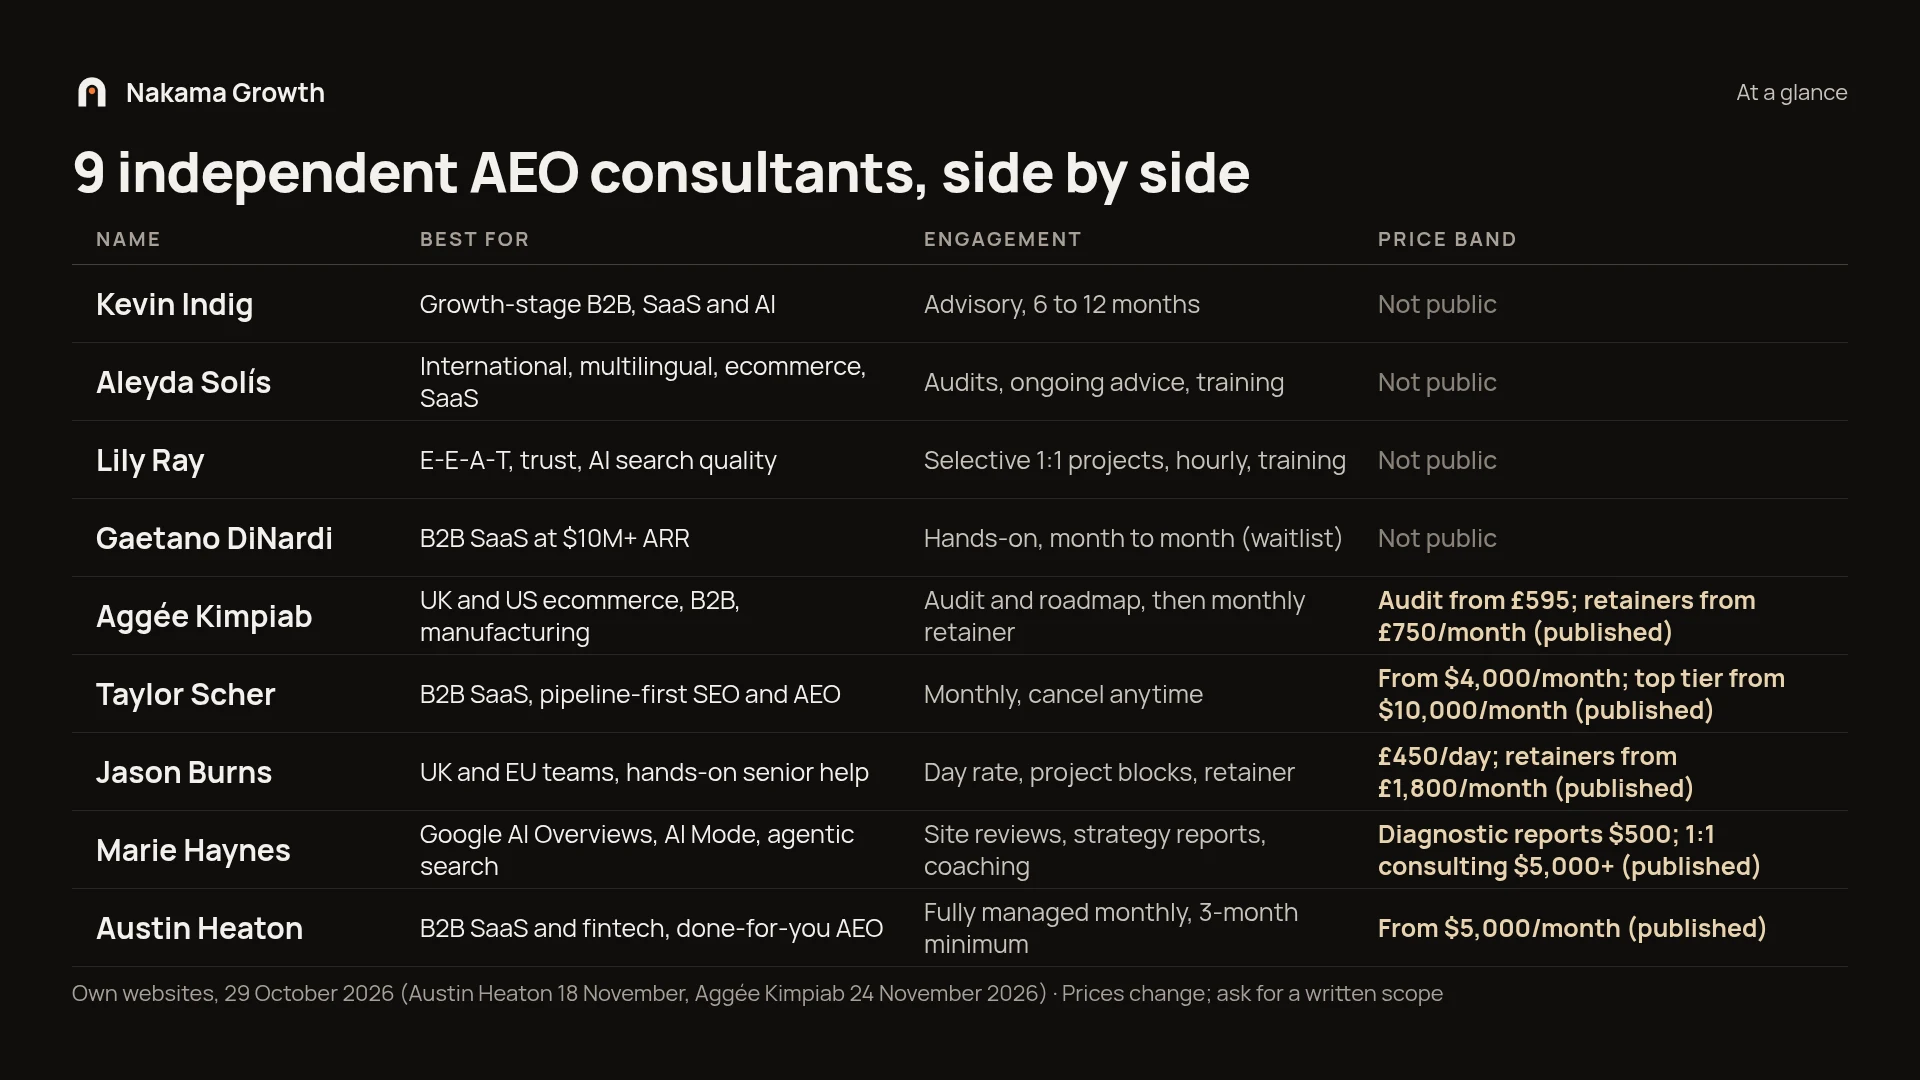 Nakama Growth
At a glance
9 independent AEO consultants, side by side
NAME BEST FOR ENGAGEMENT PRICE BAND
Kevin Indig Growth-stage B2B, SaaS and AI Advisory, 6 to 12 months Not public
Aleyda Solís International, multilingual, ecommerce,
SaaS Audits, ongoing advice, training Not public
Lily Ray E-E-A-T, trust, AI search quality Selective 1:1 projects, hourly, training Not public
Gaetano DiNardi B2B SaaS at $10M+ ARR Hands-on, month to month (waitlist) Not public
Aggée Kimpiab UK and US ecommerce, B2B,
manufacturing Audit and roadmap, then monthly
retainer Audit from £595; retainers from
£750/month (published)
Taylor Scher B2B SaaS, pipeline-first SEO and AEO Monthly, cancel anytime From $4,000/month; top tier from
$10,000/month (published)
Jason Burns UK and EU teams, hands-on senior help Day rate, project blocks, retainer £450/day; retainers from
£1,800/month (published)
Marie Haynes Google AI Overviews, AI Mode, agentic
search Site reviews, strategy reports,
coaching Diagnostic reports $500; 1:1
consulting $5,000+ (published)
Austin Heaton B2B SaaS and fintech, done-for-you AEO Fully managed monthly, 3-month
minimum From $5,000/month (published)
Own websites, 29 October 2026 (Austin Heaton 18 November, Aggée Kimpiab 24 November 2026) · Prices change; ask for a written scope